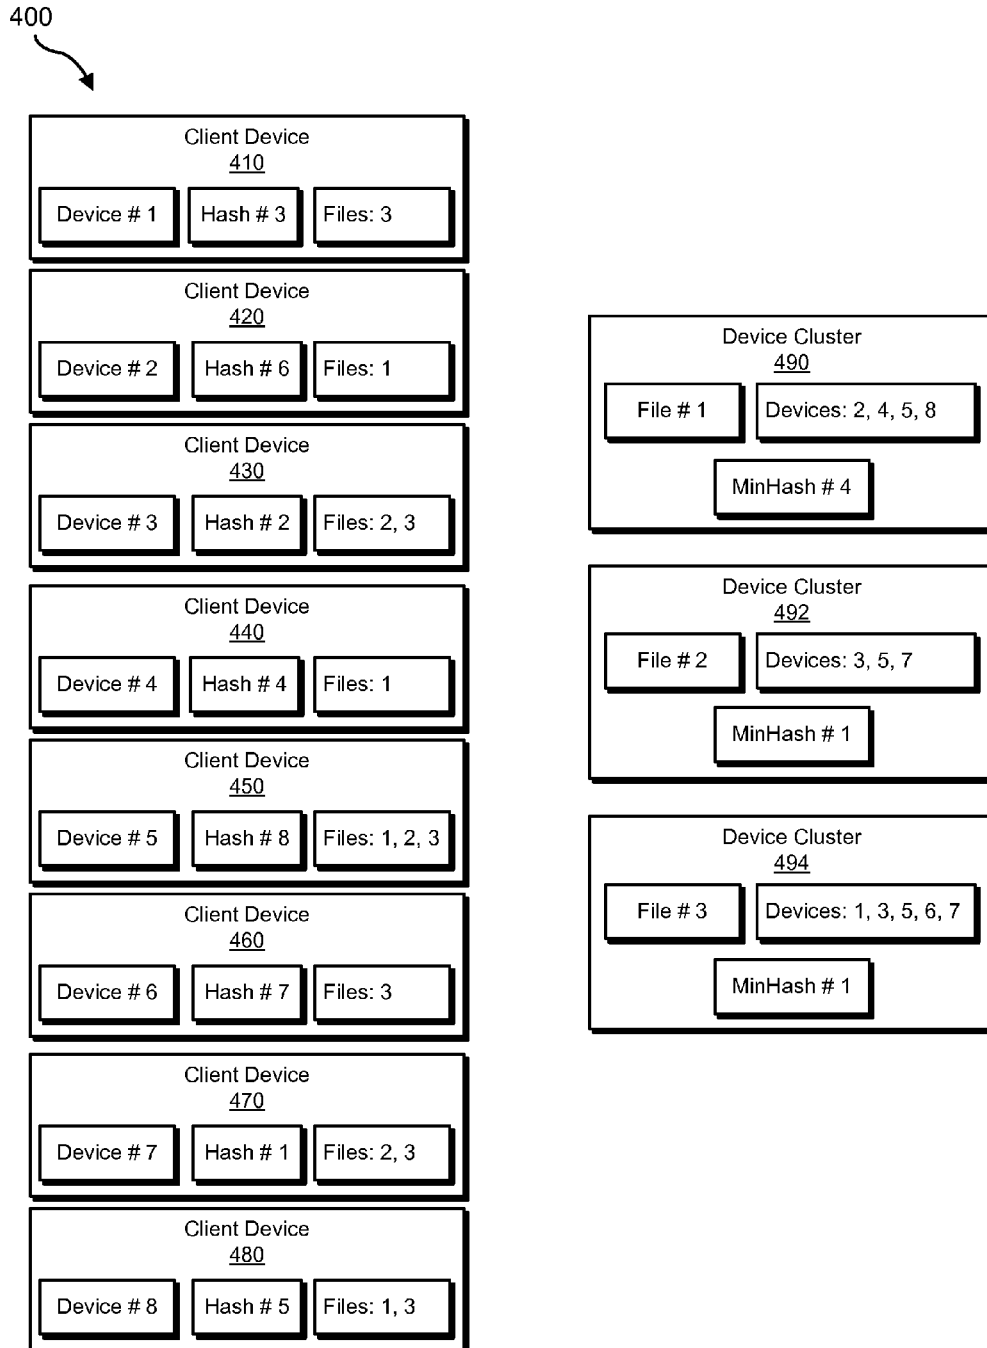 400
Client Device
410
Device # 1
Hash # 3
Files: 3
Client Device
420
Device # 2
Hash # 6
Files: 1
Client Device
430
Device # 3
Hash # 2
Files: 2, 3
Client Device
440
Device # 4
Hash # 4
Files: 1
Client Device
450
Device # 5
Hash # 8
Files: 1, 2, 3
Client Device
460
Device # 6
Hash # 7
Files: 3
Client Device
470
Device # 7
Hash # 1
Files: 2, 3
Client Device
480
Device # 8
Hash # 5
Files: 1, 3
Device Cluster
490
File # 1
Devices: 2, 4, 5, 8
MinHash # 4
Device Cluster
492
File # 2
Devices: 3, 5, 7
MinHash # 1
Device Cluster
494
File # 3
Devices: 1, 3, 5, 6, 7
MinHash # 1